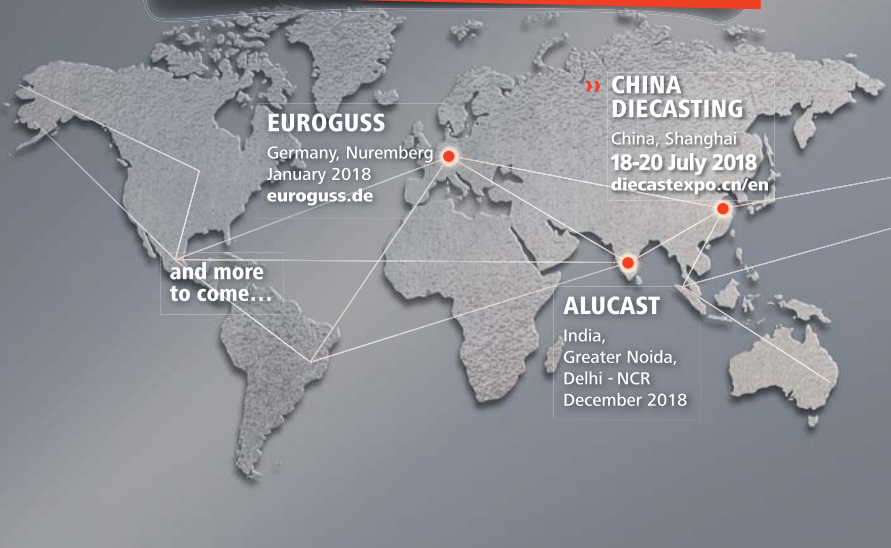 EUROGUSS
Germany, Nuremberg
January 2018
euroguss.de
» CHINA
DIECASTING
China, Shanghai
18-20 July 2018
diecastexpo.cn/en
and more
to come...
ALUCAST
India,
Greater Noida,
Delhi - NCR
December 2018